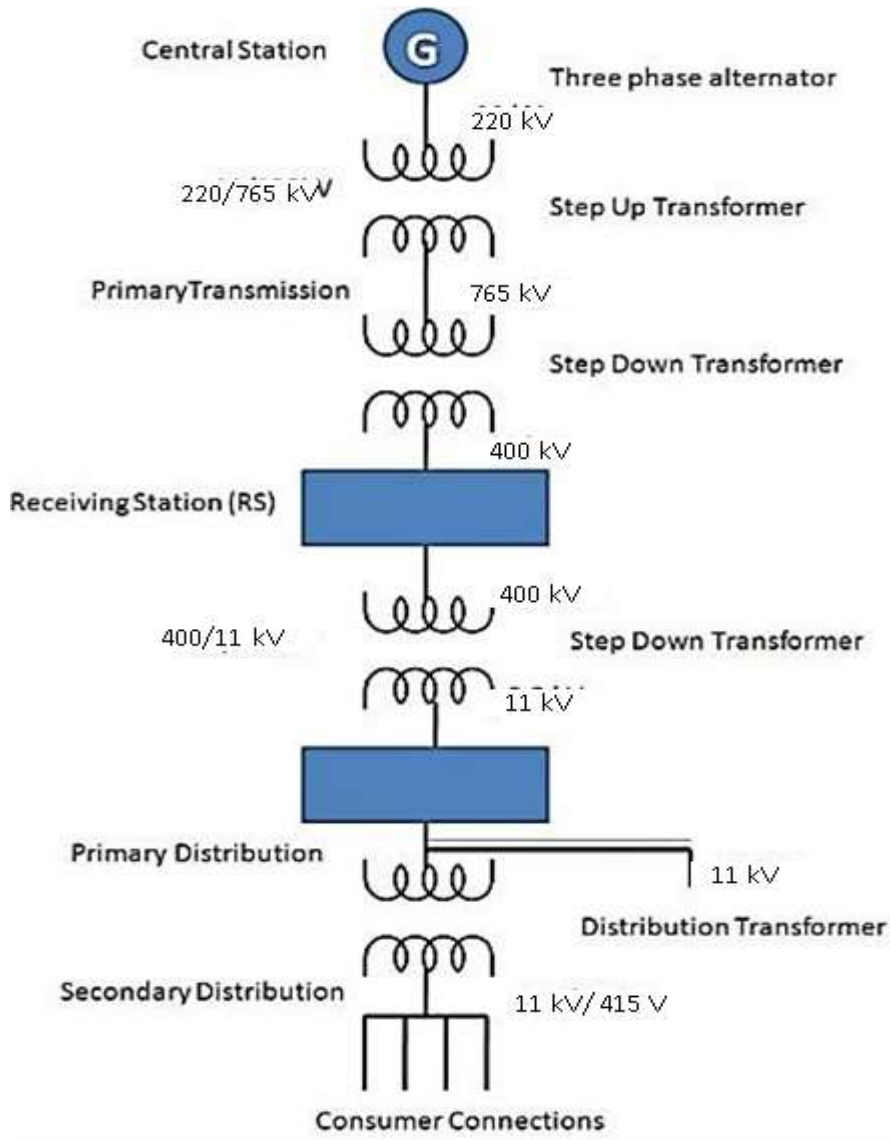 Central Station
G
Three phase alternator
220 kV
220/765 kV
Step Up Transformer
Primary Transmission
765 kV
Step Down Transformer
400 kV
Receiving Station (RS)
400 kV
400/11 kV
Step Down Transformer
11 kV
Primary Distribution
11 kV
Distribution Transformer
Secondary Distribution
11 kV/ 415 V
Consumer Connections